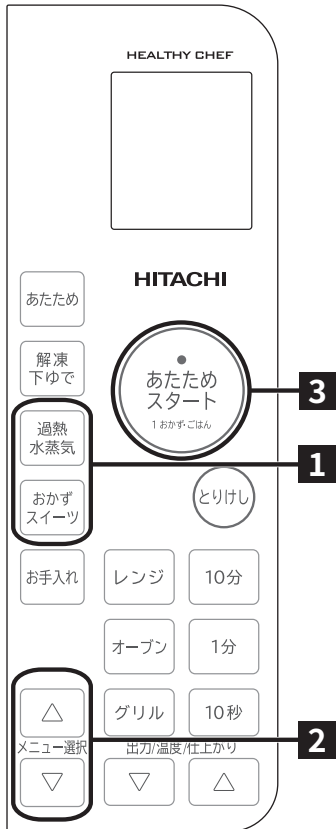 HEALTHY CHEF
HITACHI
あたため
解凍
下ゆで
あたため
スタート
1 おかず・ごはん
3
過熱
水蒸気
1
おかず
スイーツ
とりけし
お手入れ
レンジ
10分
オーブン
1分
△
グリル
10秒
メニュー選択
出力/温度/仕上がり
2
▽
▽
△